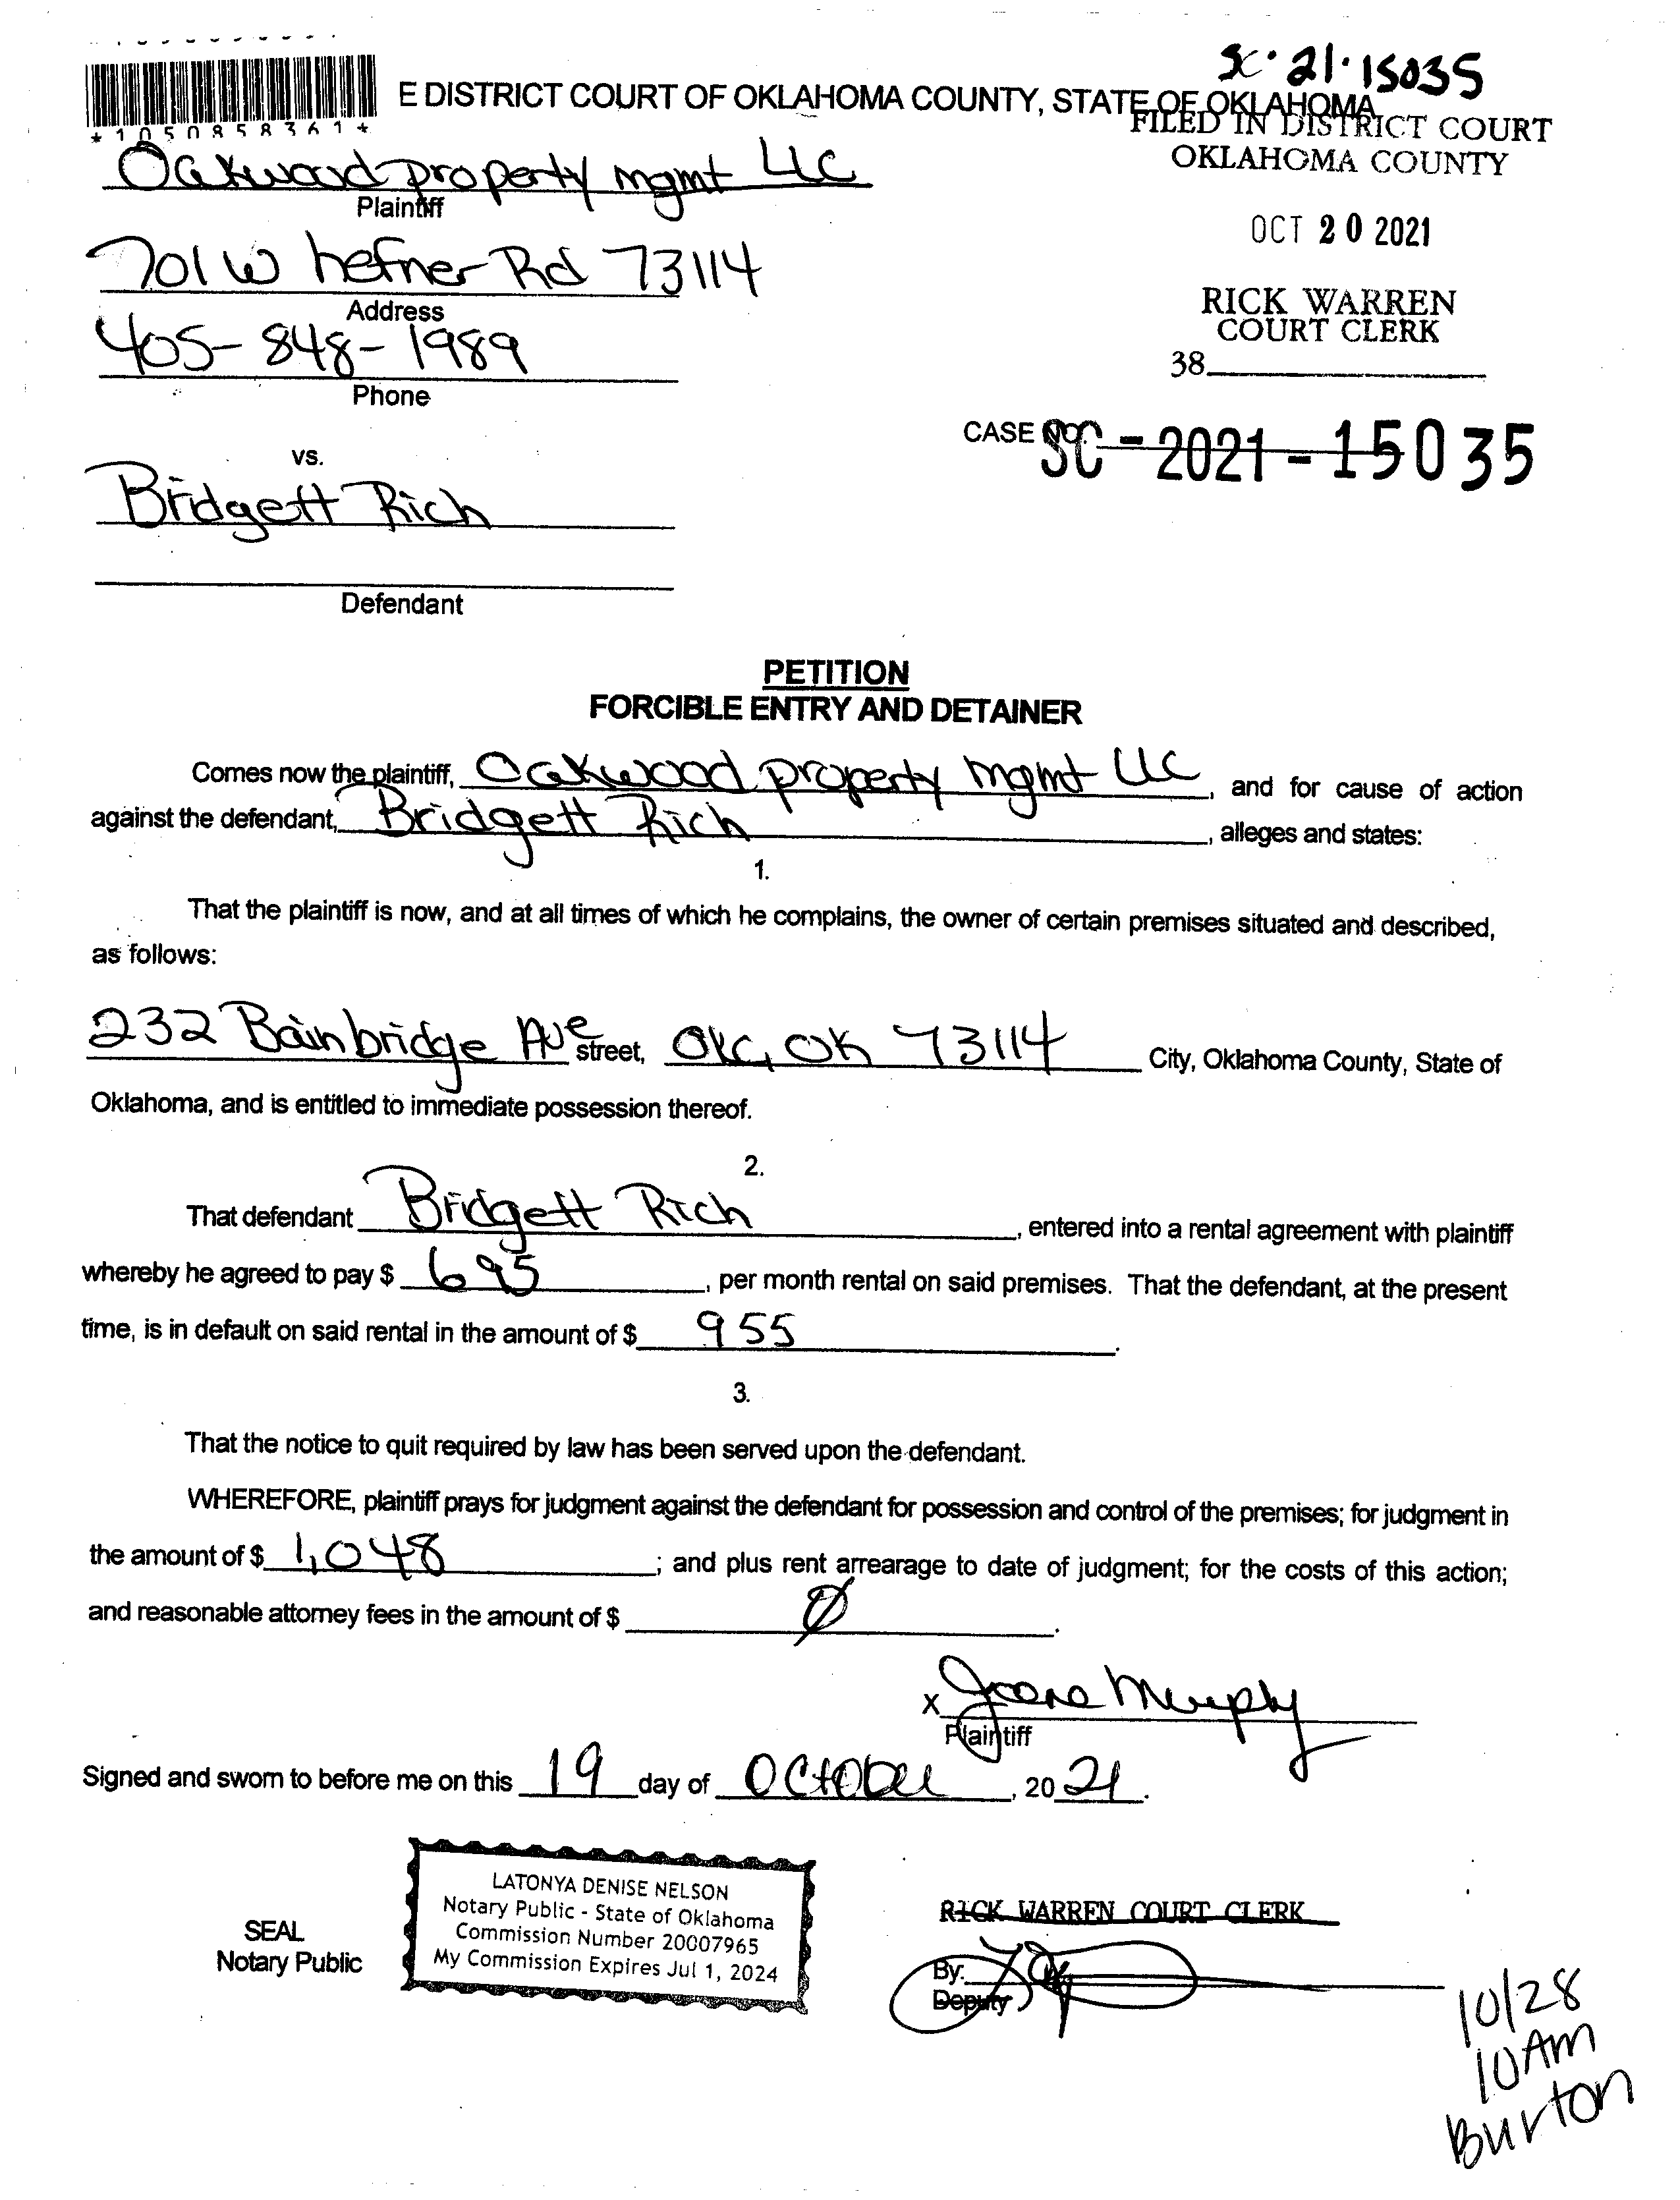 SC-21-15035
E DISTRICT COURT OF OKLAHOMA COUNTY, STATE OF OKLAHOMA
*1050858361*
FILED IN DISTRICT COURT
OKLAHOMA COUNTY
Oakwood property mgmt LLC
Plaintiff
OCT 20 2021
701 W hefner Rd 73114
Address
RICK WARREN
COURT CLERK
405-848-1989
38
Phone
CASE NO. SC-2021-15035
vs.
Bridgett Rich
Defendant
PETITION
FORCIBLE ENTRY AND DETAINER
Comes now the plaintiff, Oakwood property mgmt LLC, and for cause of action
against the defendant, Bridgett Rich, alleges and states:
1.
That the plaintiff is now, and at all times of which he complains, the owner of certain premises situated and described,
as follows:
232 Bainbridge Ave street, OKC, OK 73114 City, Oklahoma County, State of
Oklahoma, and is entitled to immediate possession thereof.
2.
That defendant Bridgett Rich, entered into a rental agreement with plaintiff
whereby he agreed to pay $ 695, per month rental on said premises. That the defendant, at the present
time, is in default on said rental in the amount of $ 955.
3.
That the notice to quit required by law has been served upon the defendant.
WHEREFORE, plaintiff prays for judgment against the defendant for possession and control of the premises; for judgment in
the amount of $ 1,048; and plus rent arrearage to date of judgment; for the costs of this action;
and reasonable attorney fees in the amount of $ Ø.
X Murphy
Plaintiff
Signed and sworn to before me on this 19 day of October, 2021.
LATONYA DENISE NELSON
Notary Public - State of Oklahoma
Commission Number 20007965
My Commission Expires Jul 1, 2024
SEAL
Notary Public
RICK WARREN COURT CLERK
By:
Deputy
10/28
10AM
Burton